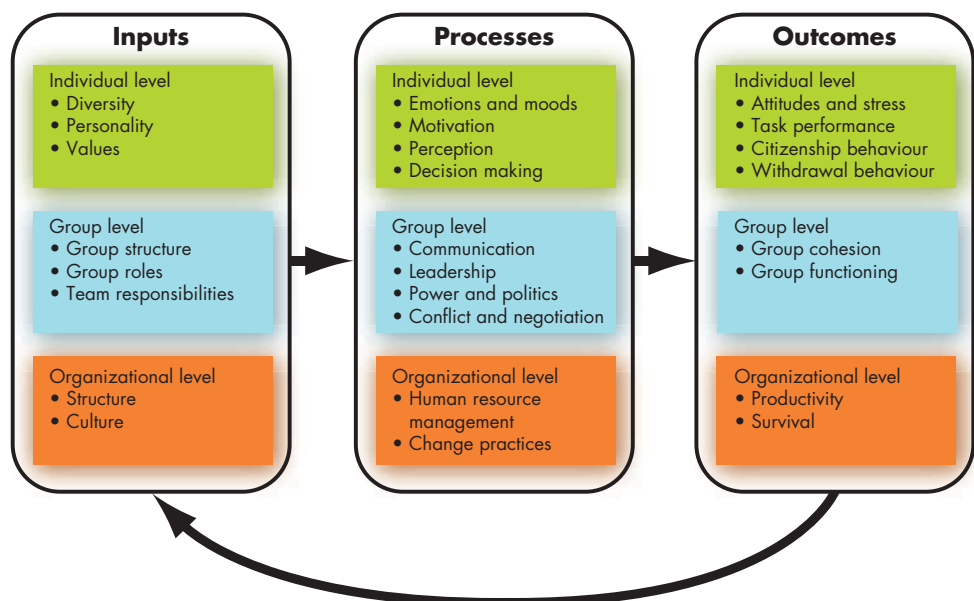 Inputs
Individual level
• Diversity
• Personality
• Values
Group level
• Group structure
• Group roles
• Team responsibilities
Organizational level
• Structure
• Culture
Processes
Individual level
• Emotions and moods
• Motivation
• Perception
• Decision making
Group level
• Communication
• Leadership
• Power and politics
• Conflict and negotiation
Organizational level
• Human resource
management
• Change practices
Outcomes
Individual level
• Attitudes and stress
• Task performance
• Citizenship behaviour
• Withdrawal behaviour
Group level
• Group cohesion
• Group functioning
Organizational level
• Productivity
• Survival